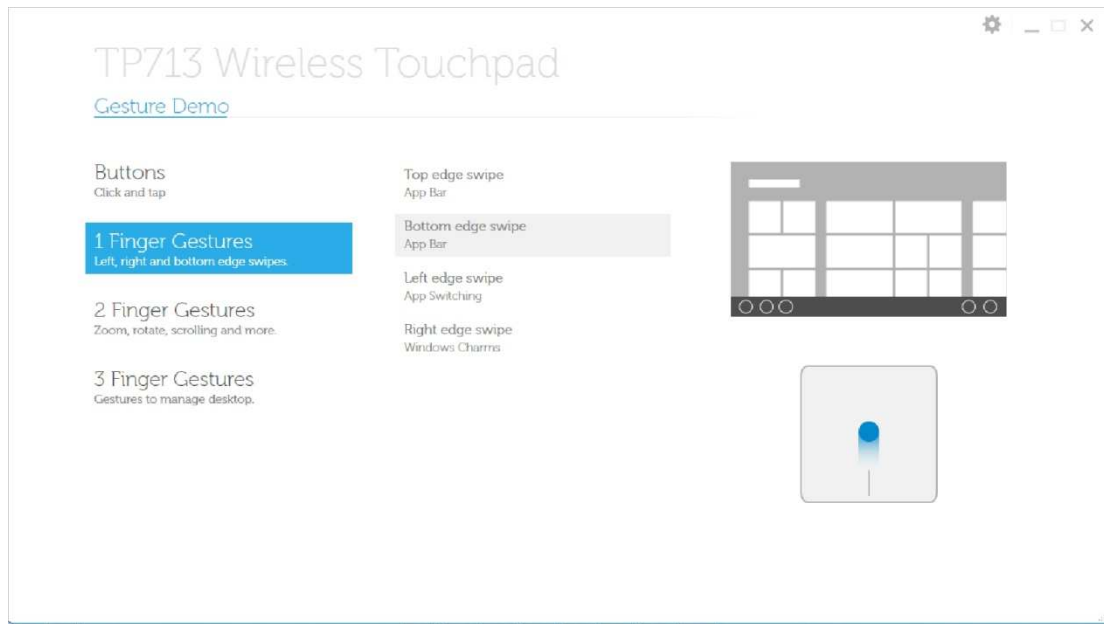 TP713 Wireless Touchpad
Gesture Demo
Buttons
Click and tap
1 Finger Gestures
Left, right and bottom edge swipes.
2 Finger Gestures
Zoom, rotate, scrolling and more.
3 Finger Gestures
Gestures to manage desktop.
Top edge swipe
App Bar
Bottom edge swipe
App Bar
Left edge swipe
App Switching
Right edge swipe
Windows Charms